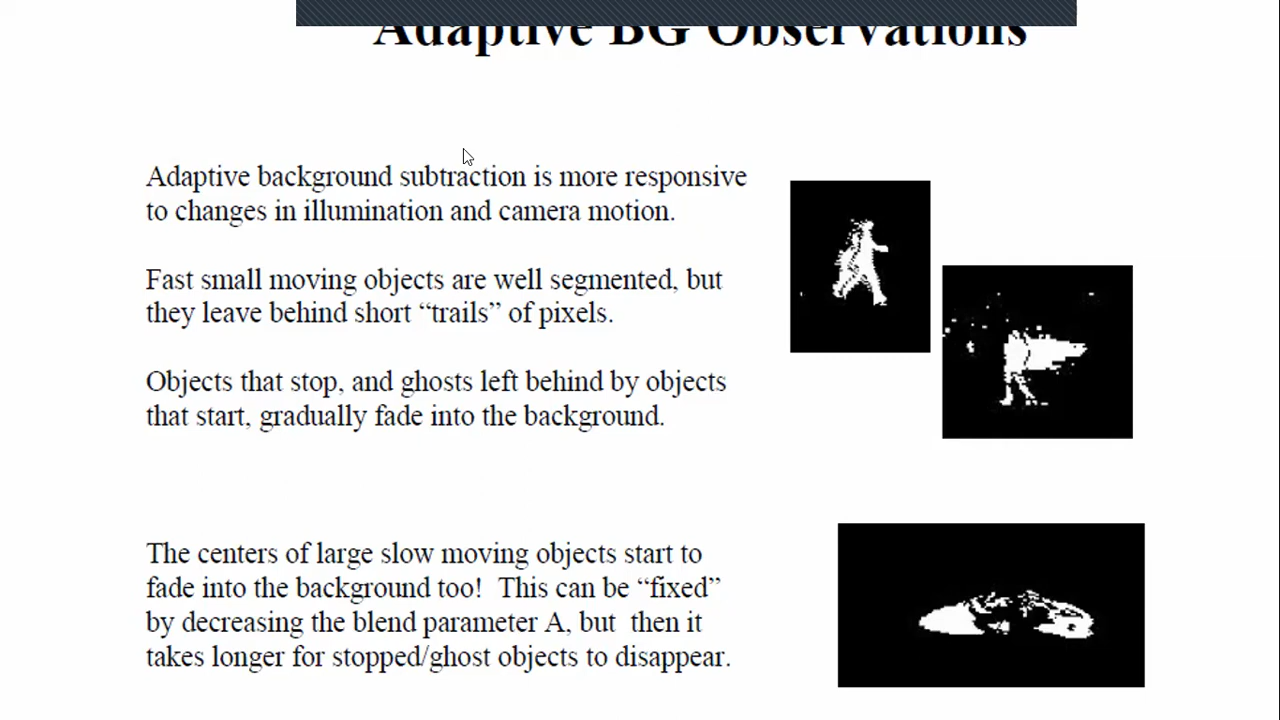 Adaptive BG Observations
Adaptive background subtraction is more responsive
to changes in illumination and camera motion.
Fast small moving objects are well segmented, but
they leave behind short “trails” of pixels.
Objects that stop, and ghosts left behind by objects
that start, gradually fade into the background.
The centers of large slow moving objects start to
fade into the background too!  This can be “fixed”
by decreasing the blend parameter A, but  then it
takes longer for stopped/ghost objects to disappear.